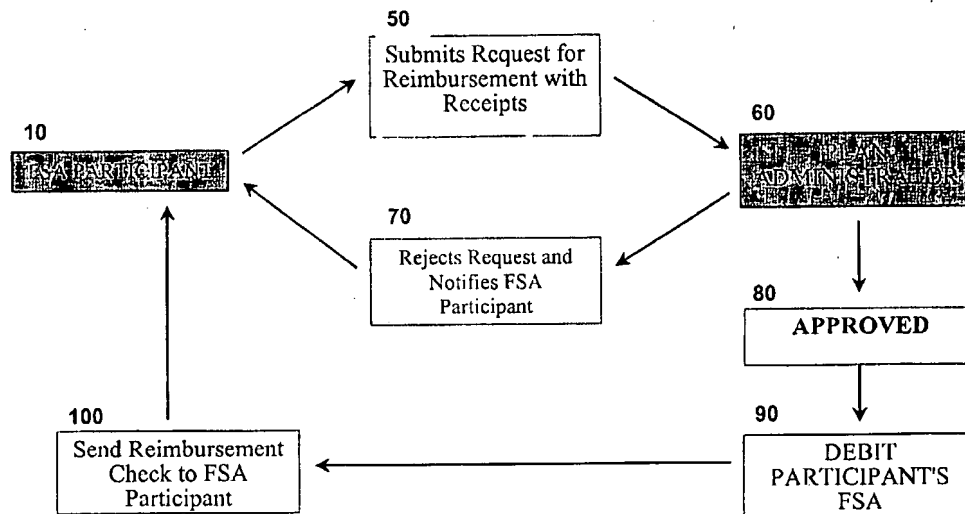 50
Submits Request for
Reimbursement with
Receipts
10
FSA PARTICIPANT
60
PLAN
ADMINISTRATOR
70
Rejects Request and
Notifies FSA
Participant
80
APPROVED
90
DEBIT
PARTICIPANT'S
FSA
100
Send Reimbursement
Check to FSA
Participant